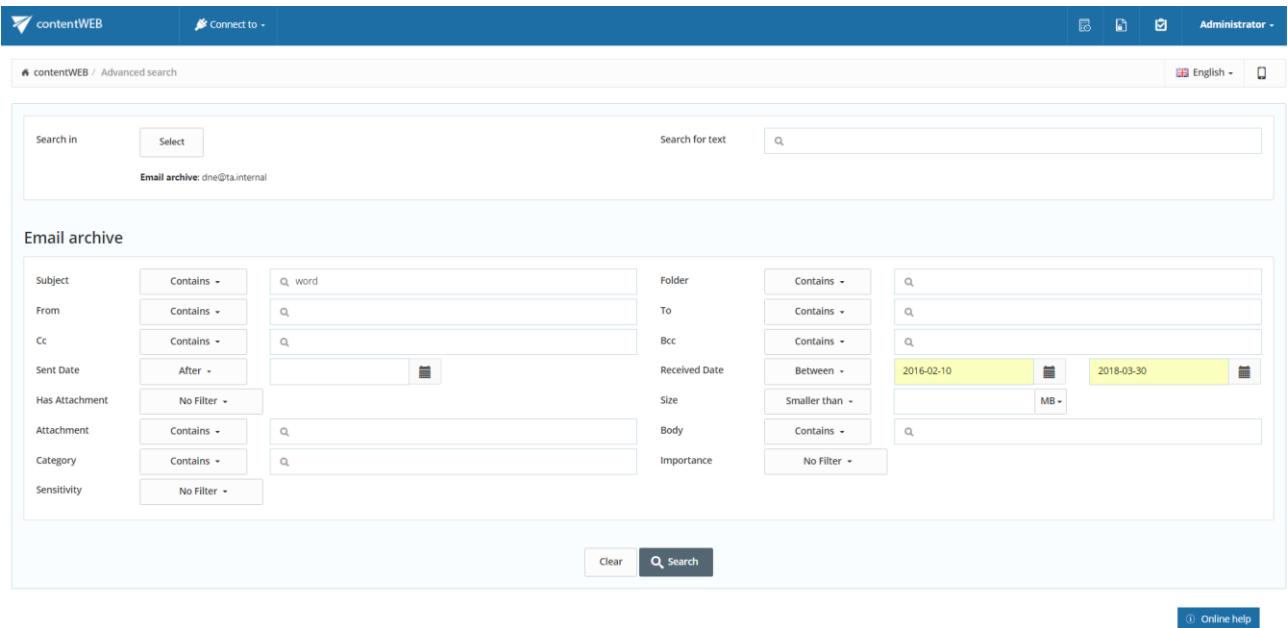 contentWEB Connect to Administrator
contentWEB / Advanced search English
Search in Select Search for text
Email archive: dne@ta.internal
Email archive
Subject Contains word Folder Contains
From Contains To Contains
Cc Contains Bcc Contains
Sent Date After Received Date Between 2016-02-10 2018-03-30
Has Attachment No Filter Size Smaller than MB
Attachment Contains Body Contains
Category Contains Importance No Filter
Sensitivity No Filter
Clear Search
Online help